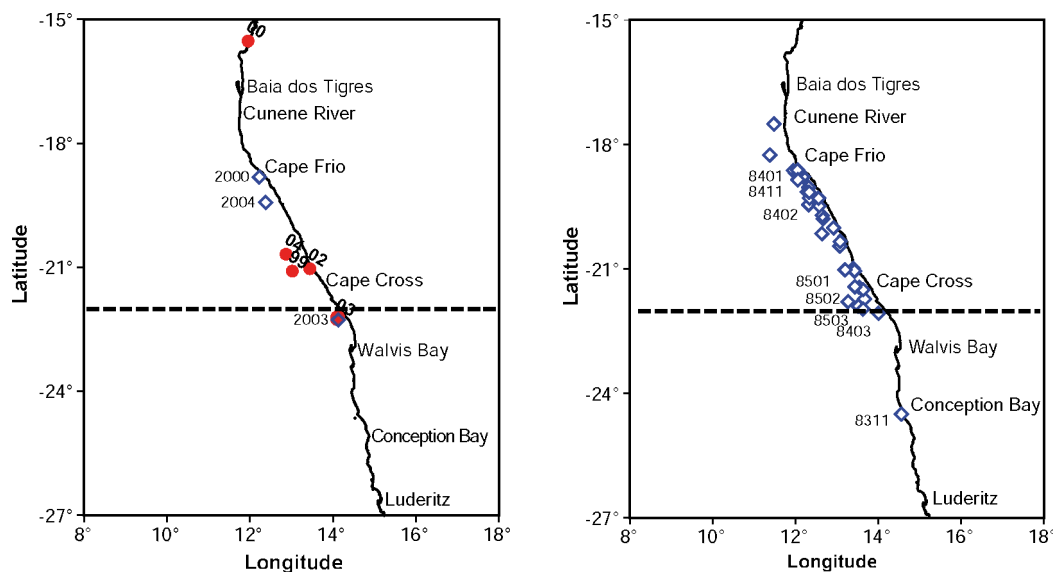 -15°
00
Baia dos Tigres
Cunene River
-18°
Cape Frio
2000
2004
04
02
99
-21°
Cape Cross
03
2003
Walvis Bay
-24°
Conception Bay
Luderitz
-27°
8° 10° 12° 14° 16° 18°
Longitude
Latitude
-15°
Baia dos Tigres
Cunene River
-18°
Cape Frio
8401
8411
8402
-21°
Cape Cross
8501
8502
8503
8403
Walvis Bay
-24°
Conception Bay
8311
Luderitz
-27°
8° 10° 12° 14° 16° 18°
Longitude
Latitude